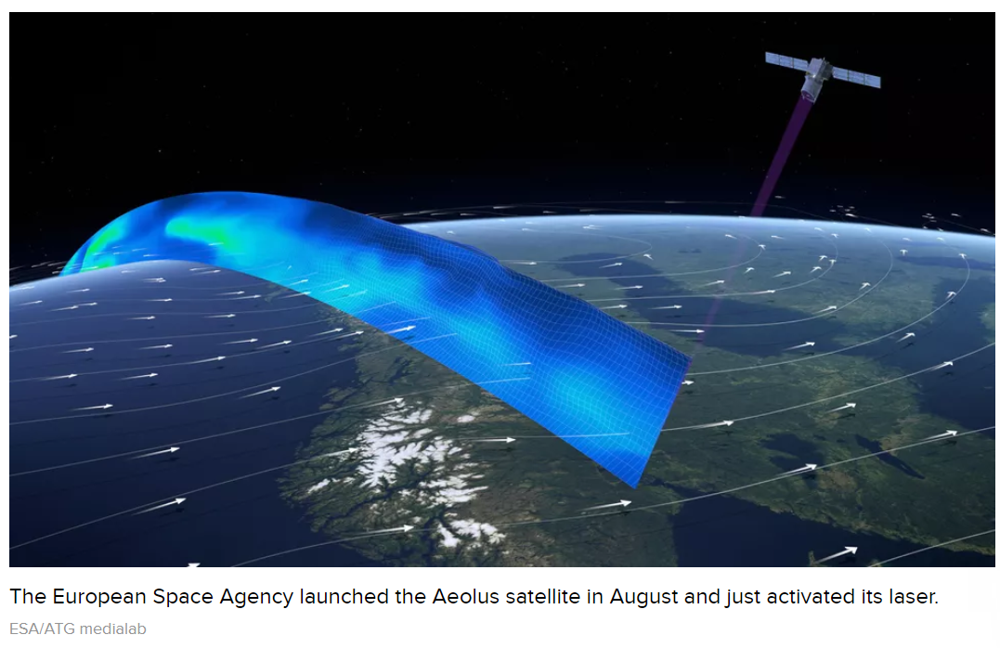 The European Space Agency launched the Aeolus satellite in August and just activated its laser.
ESA/ATG medialab